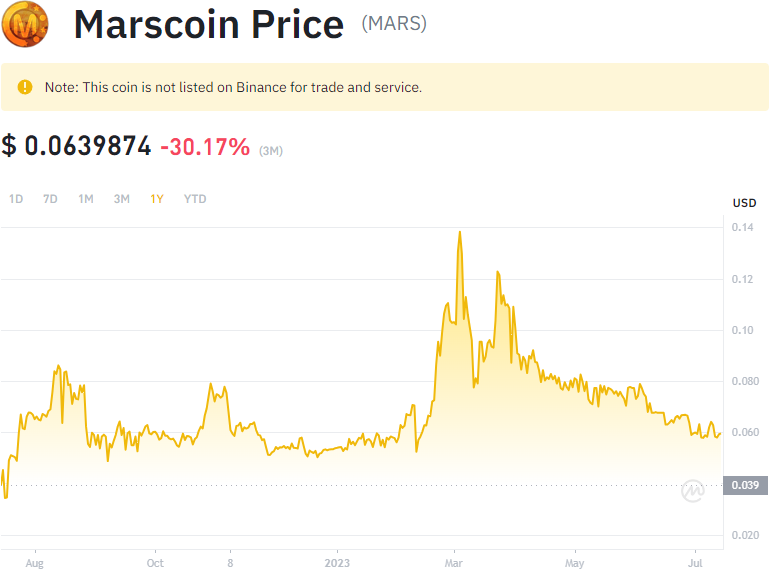 Marscoin Price (MARS)
Note: This coin is not listed on Binance for trade and service.
$ 0.0639874 -30.17% (3M)
1D 7D 1M 3M 1Y YTD
USD
0.14
0.12
0.10
0.080
0.060
0.039
0.020
Aug Oct 8 2023 Mar May Jul